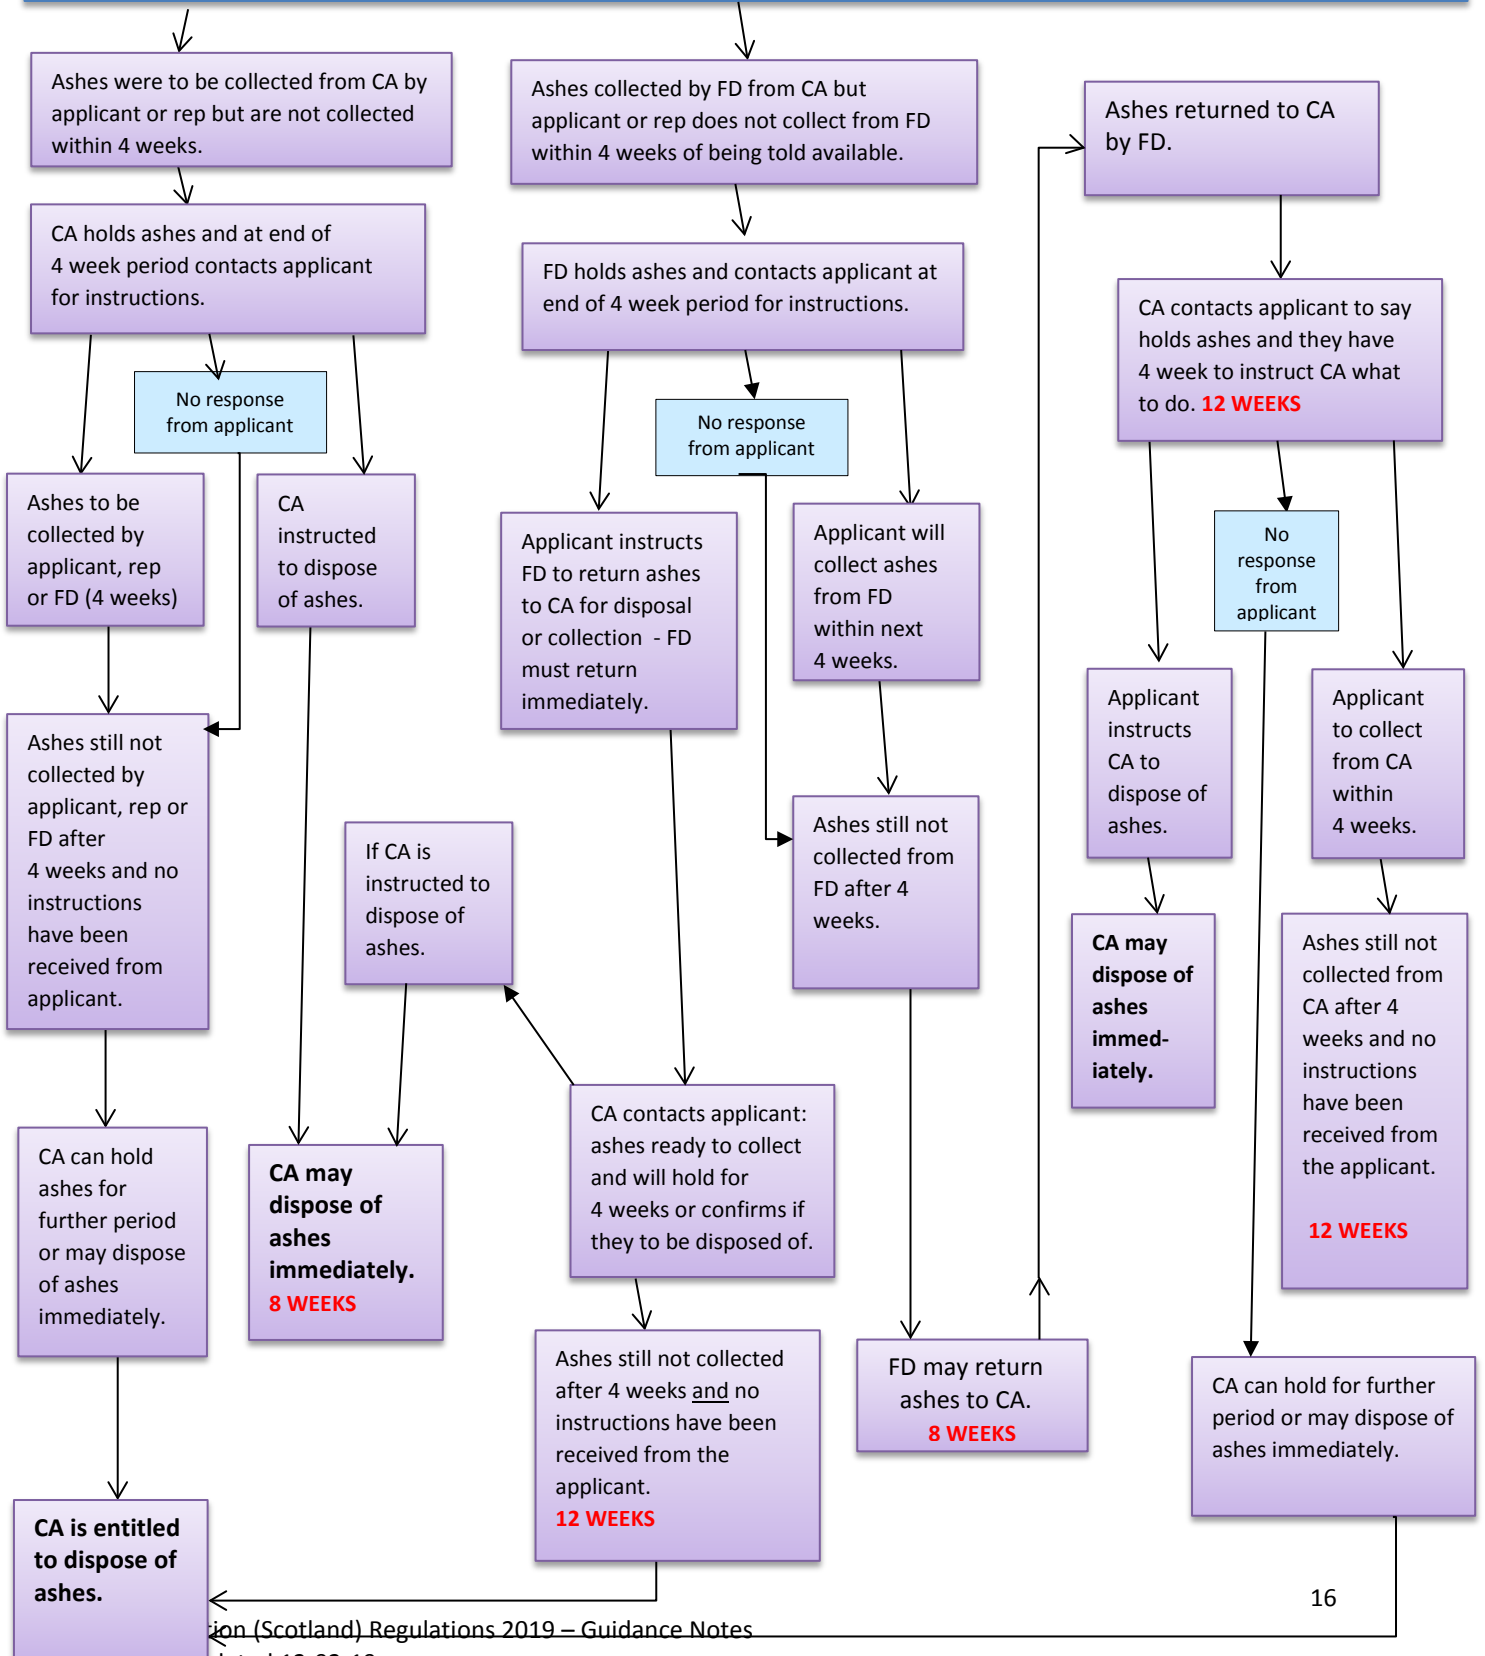 Ashes were to be collected from CA by
applicant or rep but are not collected
within 4 weeks.
Ashes collected by FD from CA but
applicant or rep does not collect from FD
within 4 weeks of being told available.
Ashes returned to CA
by FD.
CA holds ashes and at end of
4 week period contacts applicant
for instructions.
FD holds ashes and contacts applicant at
end of 4 week period for instructions.
CA contacts applicant to say
holds ashes and they have
4 week to instruct CA what
to do. 12 WEEKS
No response
from applicant
No response
from applicant
No
response
from
applicant
Ashes to be
collected by
applicant, rep
or FD (4 weeks)
CA
instructed
to dispose
of ashes.
Applicant instructs
FD to return ashes
to CA for disposal
or collection - FD
must return
immediately.
Applicant will
collect ashes
from FD
within next
4 weeks.
Applicant
instructs
CA to
dispose of
ashes.
Applicant
to collect
from CA
within
4 weeks.
Ashes still not
collected by
applicant, rep or
FD after
4 weeks and no
instructions
have been
received from
applicant.
If CA is
instructed to
dispose of
ashes.
Ashes still not
collected from
FD after 4
weeks.
CA may
dispose of
ashes
immed-
iately.
Ashes still not
collected from
CA after 4
weeks and no
instructions
have been
received from
the applicant.
12 WEEKS
CA can hold
ashes for
further period
or may dispose
of ashes
immediately.
CA may
dispose of
ashes
immediately.
8 WEEKS
CA contacts applicant:
ashes ready to collect
and will hold for
4 weeks or confirms if
they to be disposed of.
Ashes still not collected
after 4 weeks and no
instructions have been
received from the
applicant.
12 WEEKS
FD may return
ashes to CA.
8 WEEKS
CA can hold for further
period or may dispose of
ashes immediately.
CA is entitled
to dispose of
ashes.
16
(Scotland) Regulations 2019 – Guidance Notes